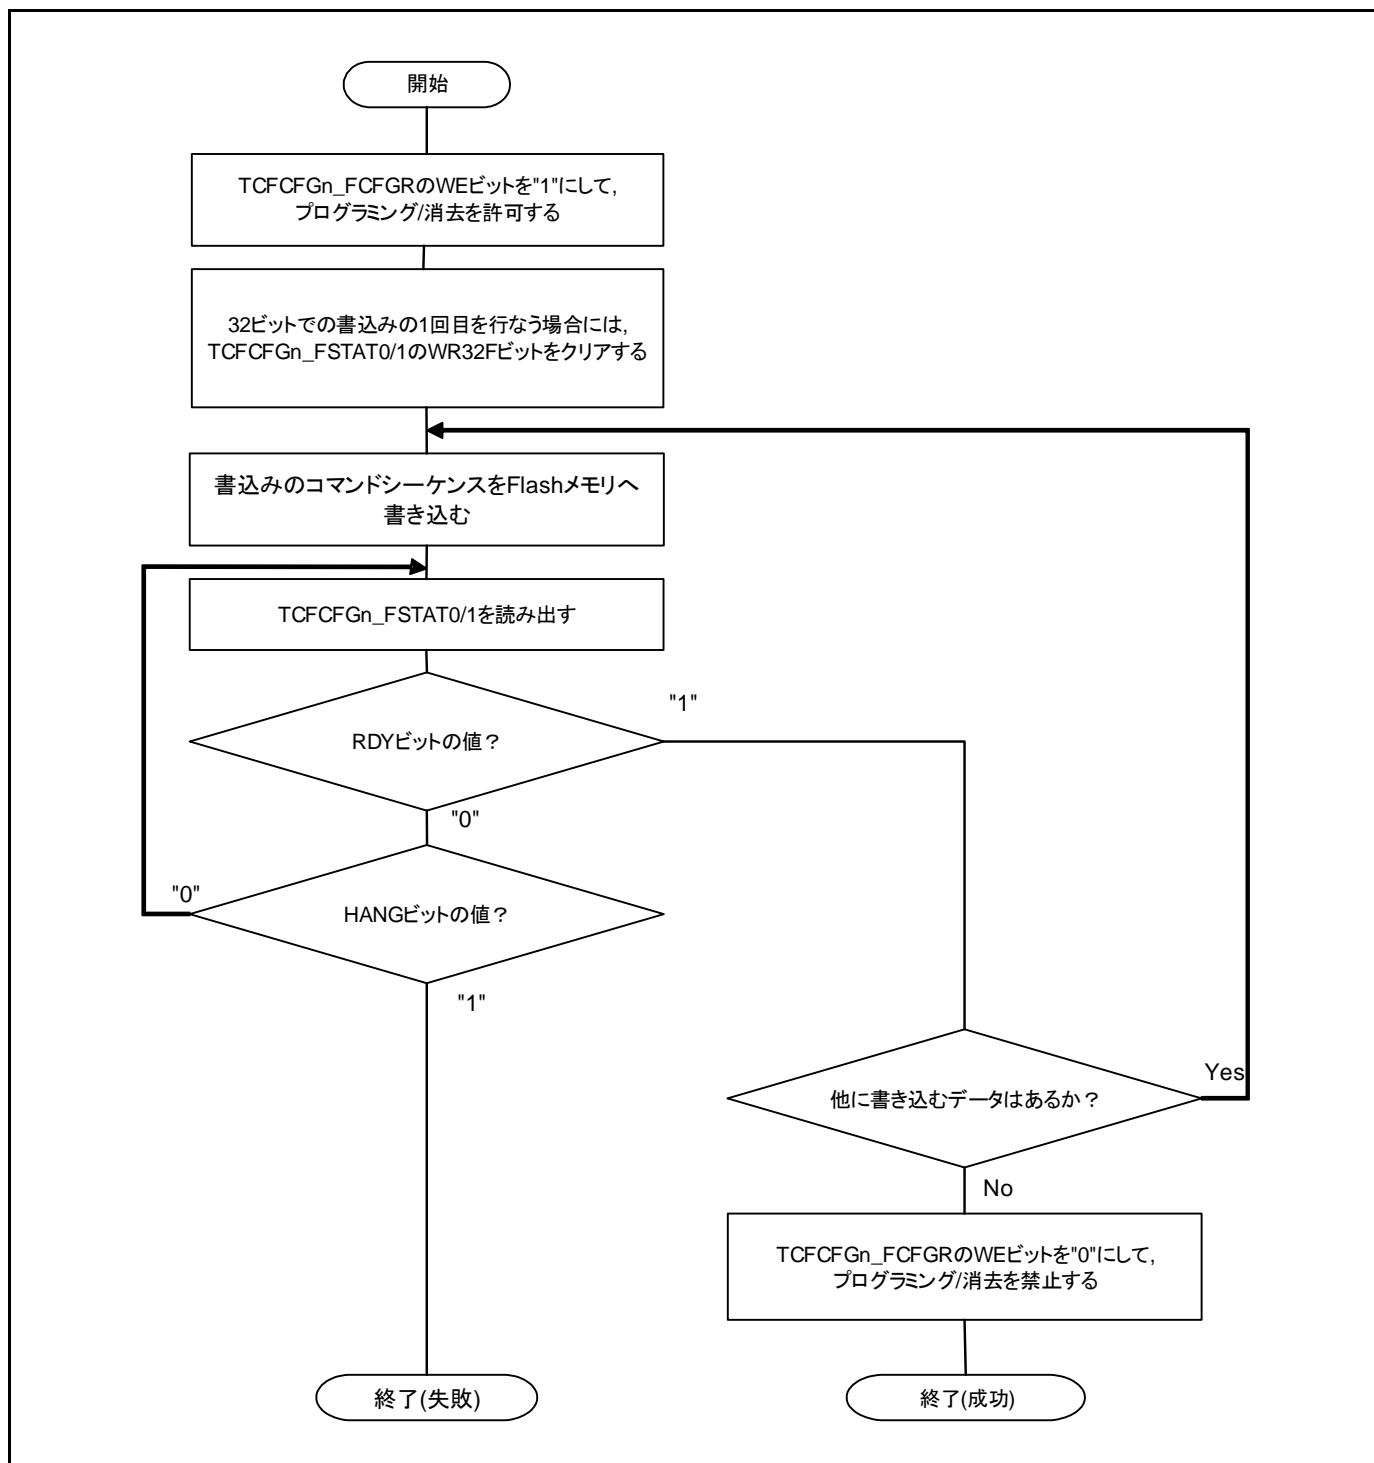 開始
TCFCFGn_FCFGRのWEビットを"1"にして,
プログラミング/消去を許可する
32ビットでの書込みの1回目を行なう場合には,
TCFCFGn_FSTAT0/1のWR32Fビットをクリアする
書込みのコマンドシーケンスをFlashメモリへ
書き込む
TCFCFGn_FSTAT0/1を読み出す
"1"
RDYビットの値？
"0"
"0"
HANGビットの値？
"1"
Yes
他に書き込むデータはあるか？
No
TCFCFGn_FCFGRのWEビットを"0"にして,
プログラミング/消去を禁止する
終了(失敗)
終了(成功)